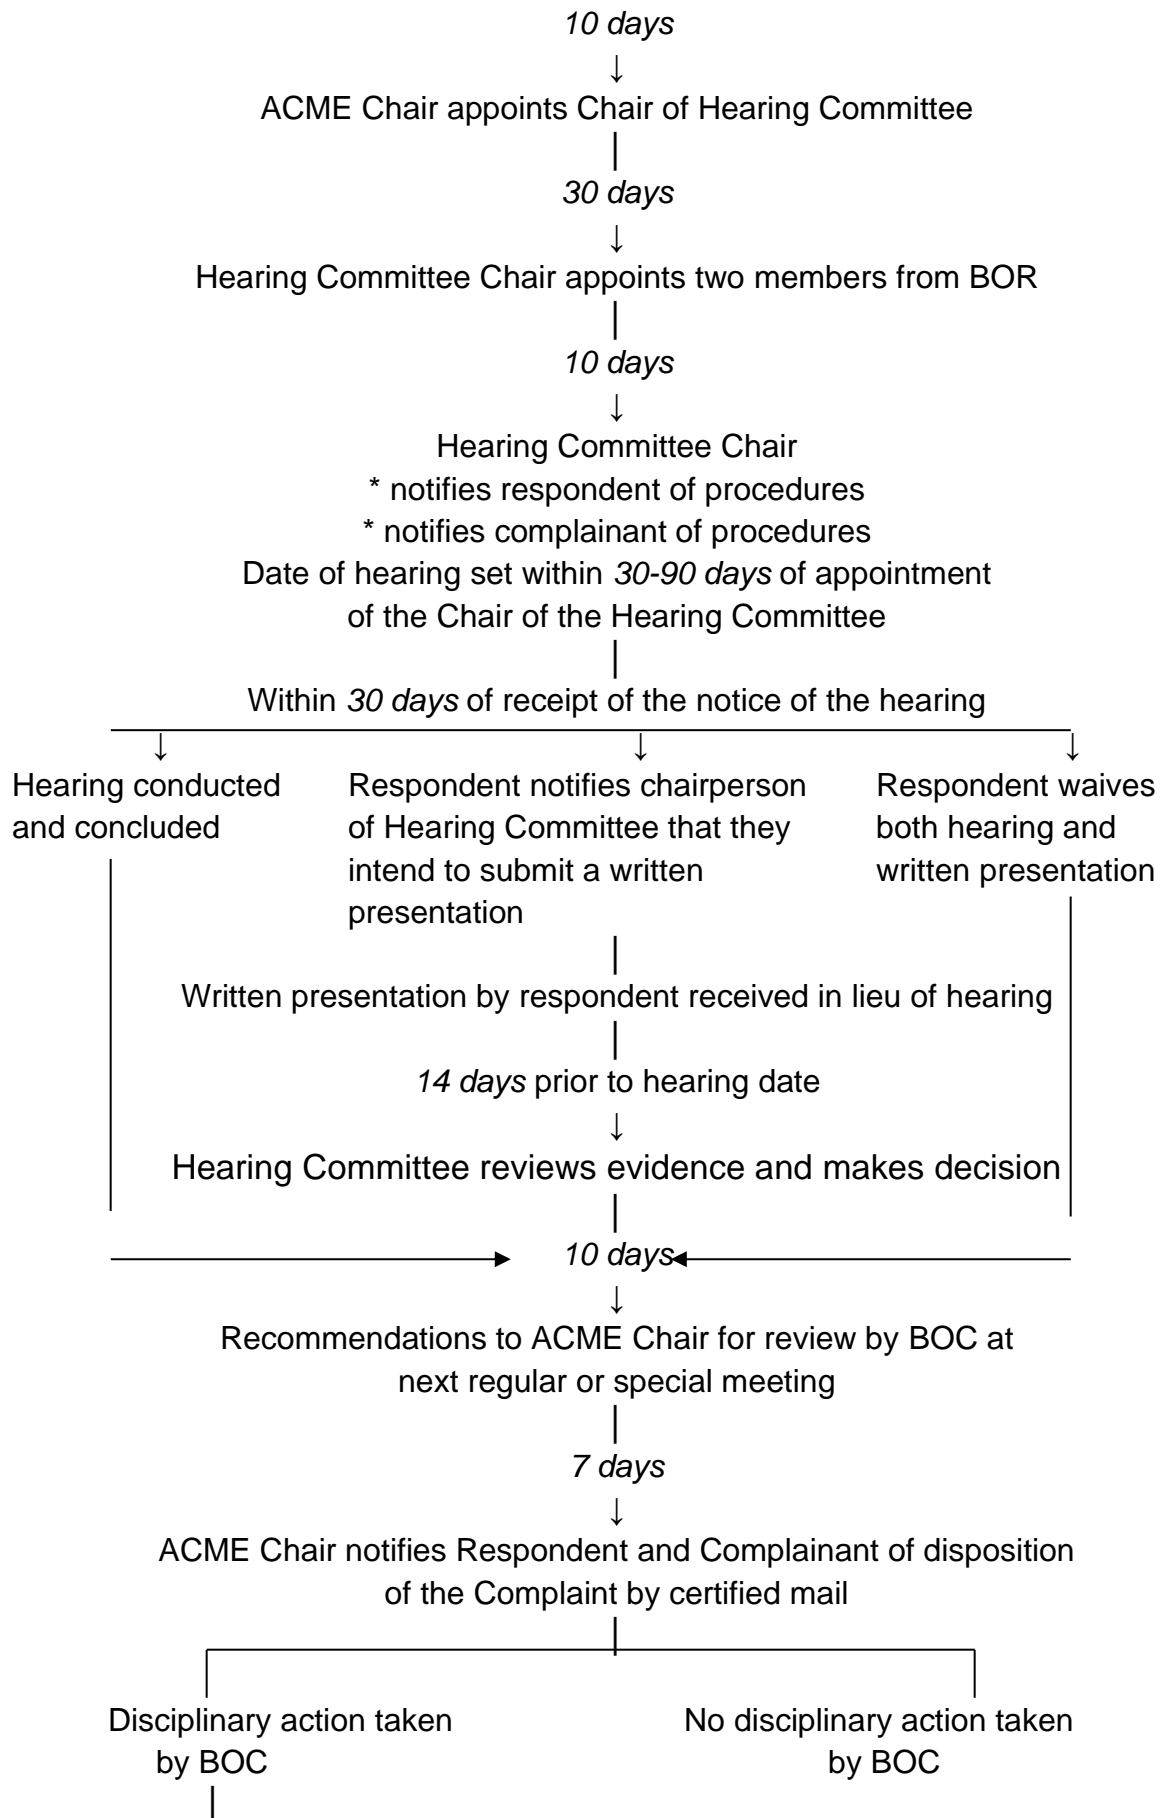 10 days
↓
ACME Chair appoints Chair of Hearing Committee
30 days
↓
Hearing Committee Chair appoints two members from BOR
10 days
↓
Hearing Committee Chair
* notifies respondent of procedures
* notifies complainant of procedures
Date of hearing set within 30-90 days of appointment
of the Chair of the Hearing Committee
Within 30 days of receipt of the notice of the hearing
↓ ↓ ↓
Hearing conducted
and concluded
Respondent notifies chairperson
of Hearing Committee that they
intend to submit a written
presentation
Respondent waives
both hearing and
written presentation
Written presentation by respondent received in lieu of hearing
14 days prior to hearing date
↓
Hearing Committee reviews evidence and makes decision
10 days
↓
Recommendations to ACME Chair for review by BOC at
next regular or special meeting
7 days
↓
ACME Chair notifies Respondent and Complainant of disposition
of the Complaint by certified mail
Disciplinary action taken
by BOC
No disciplinary action taken
by BOC